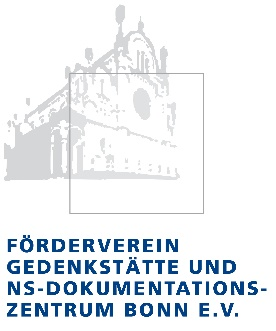 FÖRDERVEREIN
GEDENKSTÄTTE UND
NS-DOKUMENTATIONS-
ZENTRUM BONN E.V.